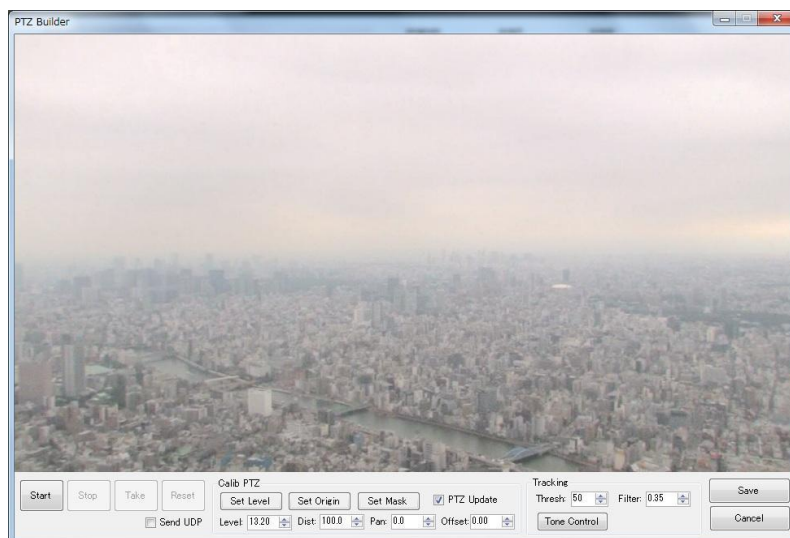 PTZ Builder
Start
Stop
Take
Reset
Send UDP
Calib PTZ
Set Level
Set Origin
Set Mask
PTZ Update
Level: 13.20
Dist: 100.0
Pan: 0.0
Offset: 0.00
Tracking
Thresh: 50
Filter: 0.35
Tone Control
Save
Cancel